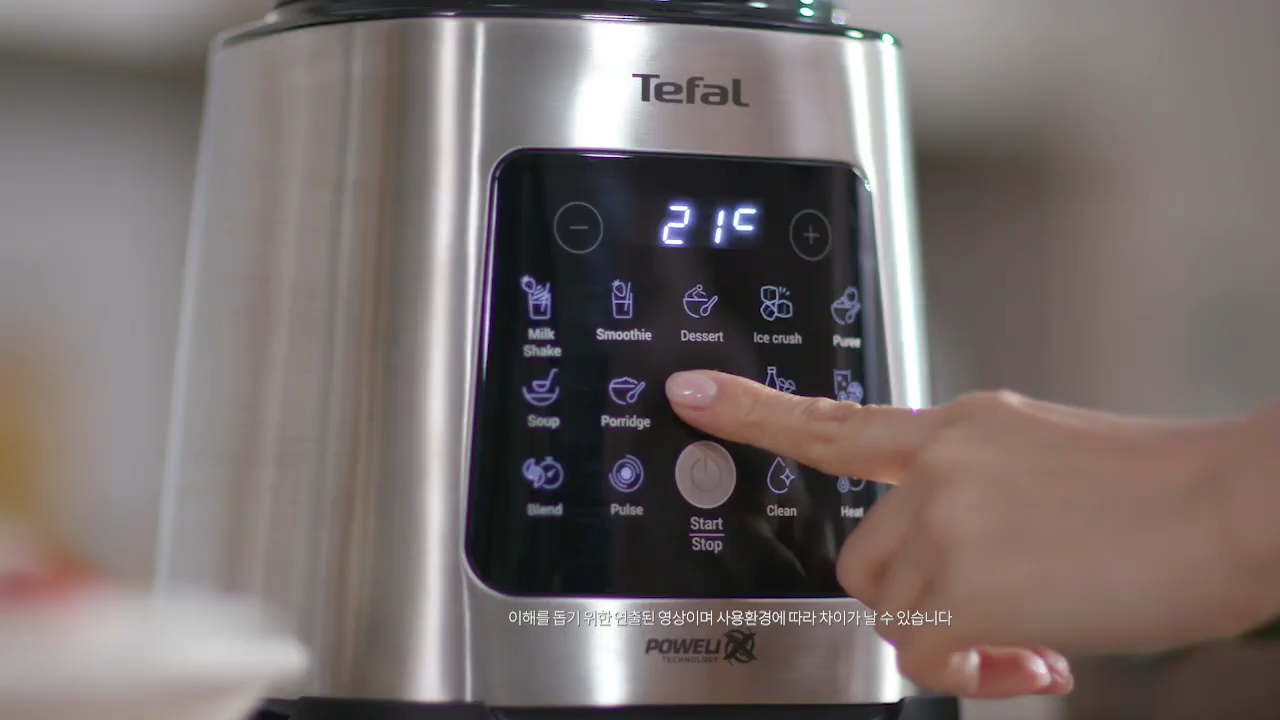 Tefal
21c
Milk Shake
Smoothie
Dessert
Ice crush
Puree
Soup
Porridge
Blend
Pulse
Start
Stop
Clean
Heat
이해를 돕기 위한 연출된 영상이며 사용환경에 따라 차이가 날 수 있습니다
POWELIX
TECHNOLOGY